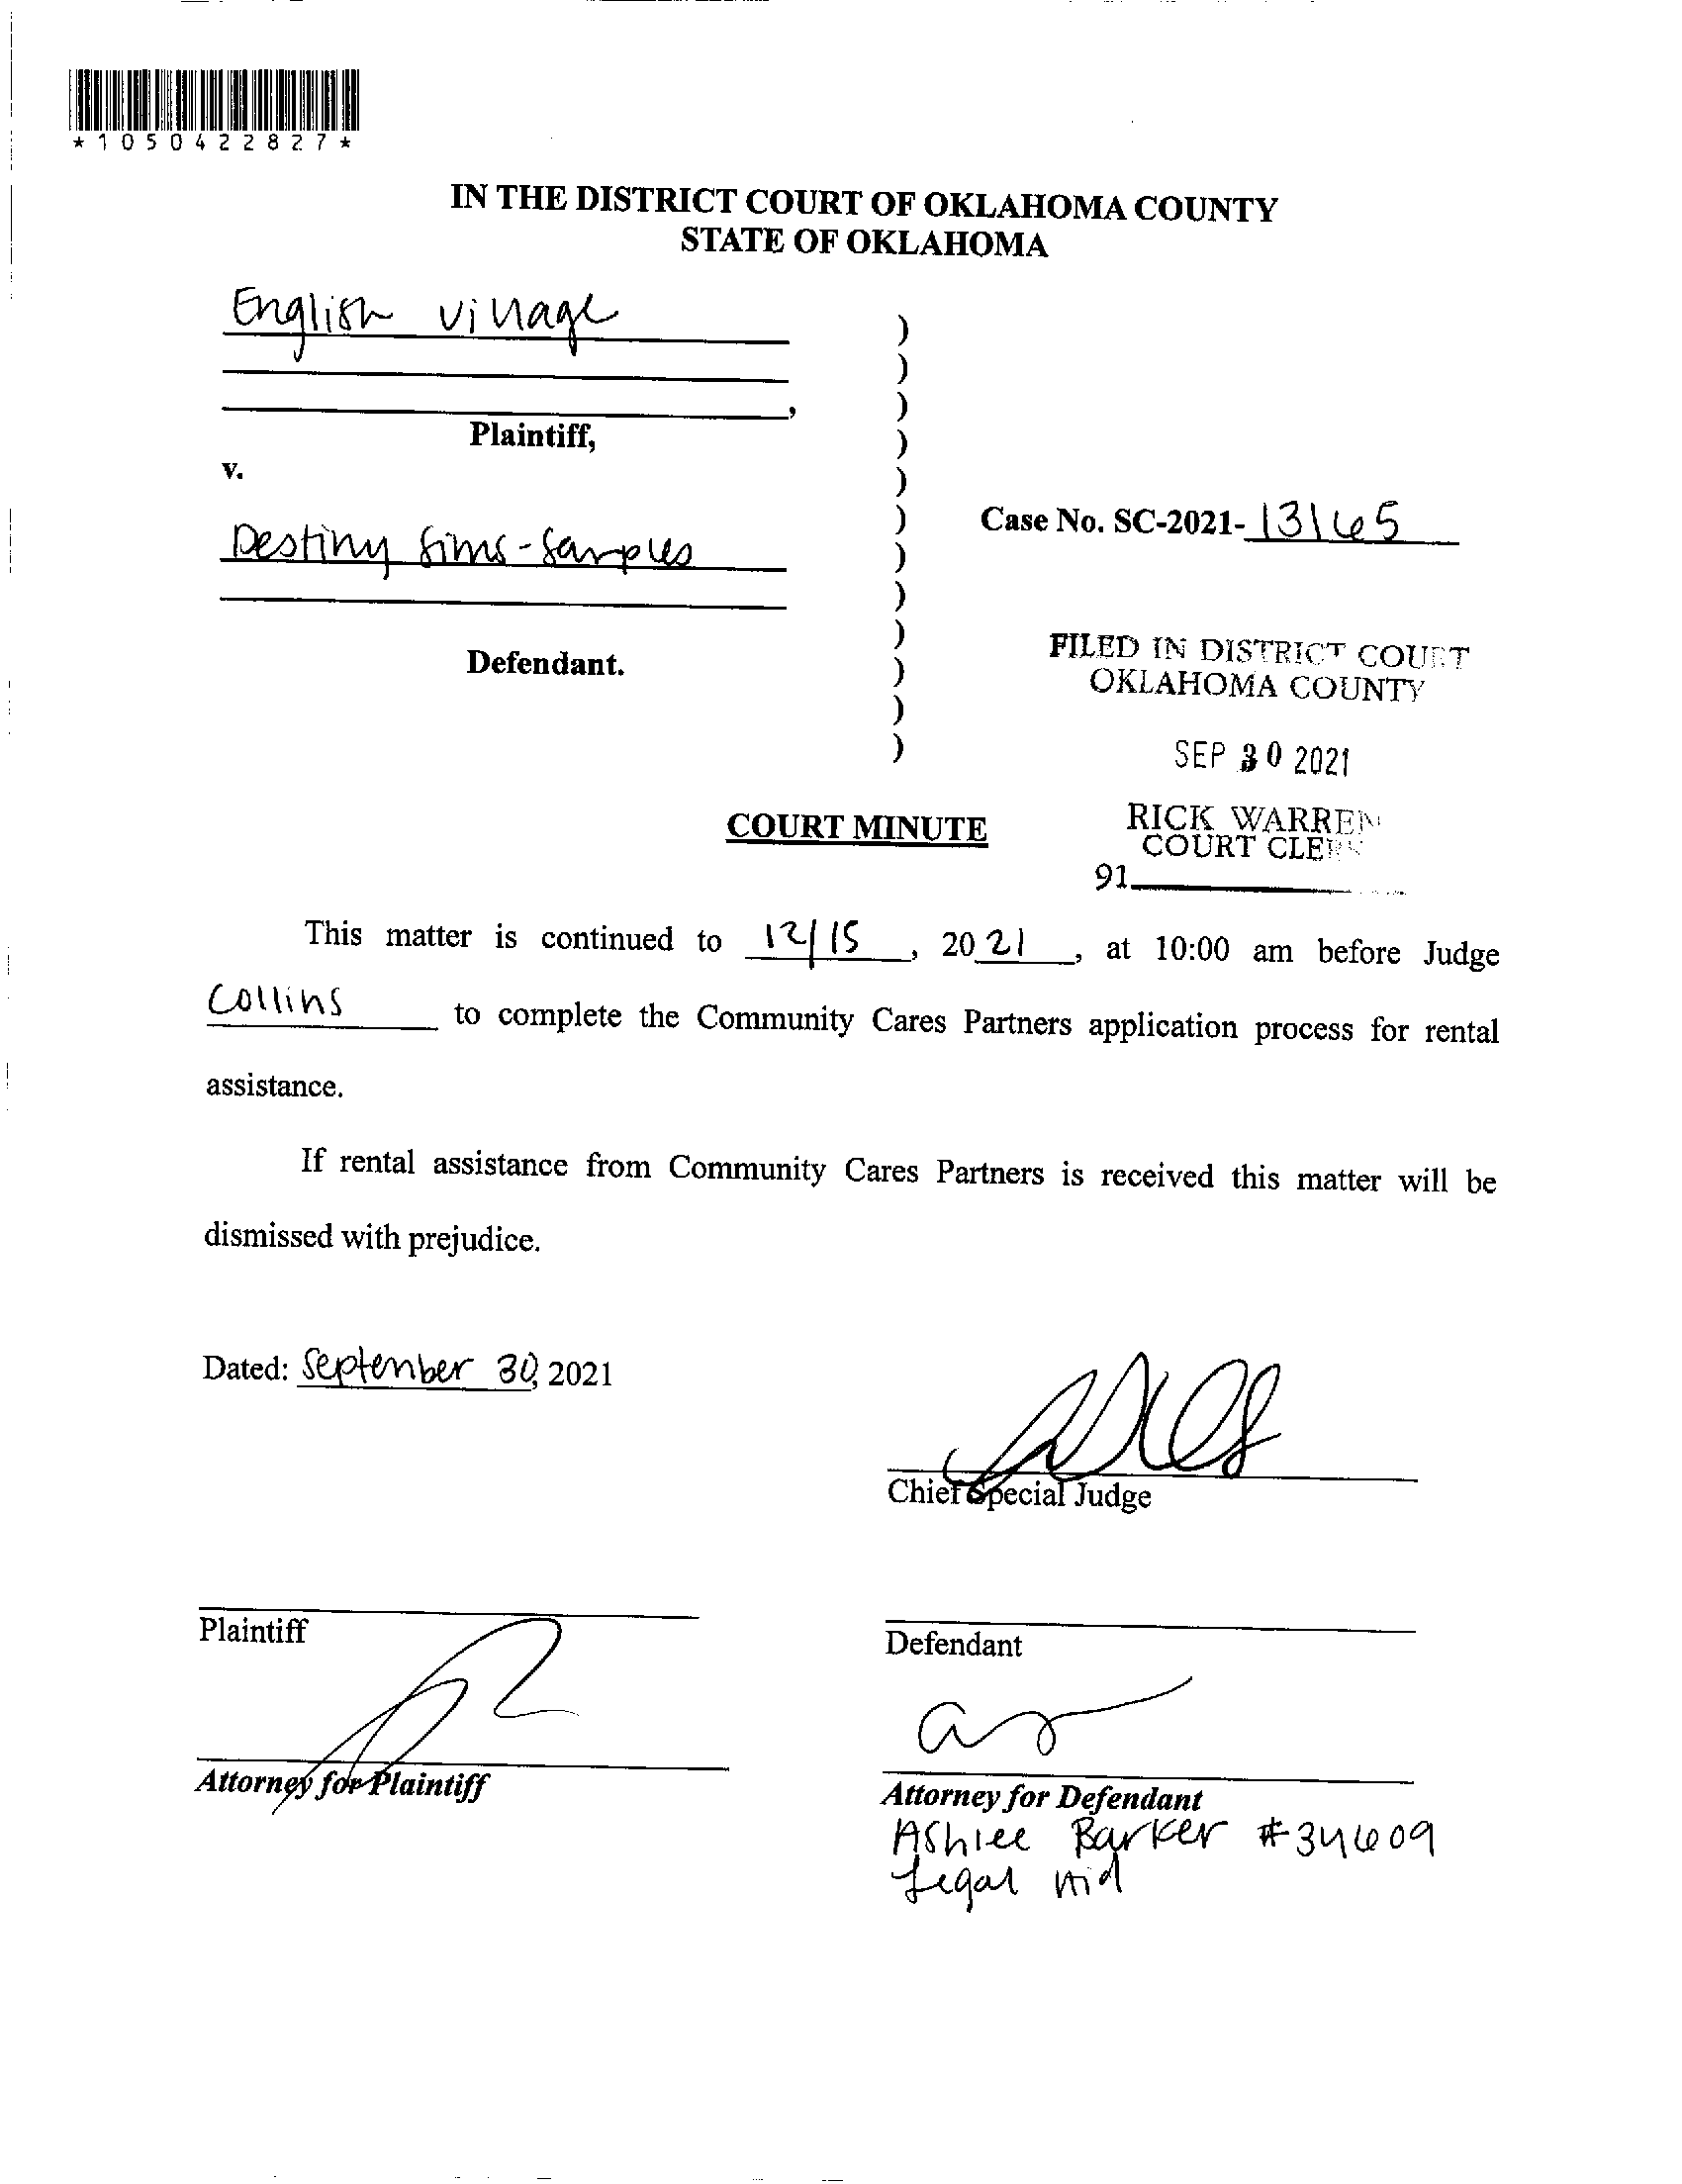 *1050422827*
IN THE DISTRICT COURT OF OKLAHOMA COUNTY
STATE OF OKLAHOMA
English Village
,
Plaintiff,
v.
Destiny Sims-Samples
Defendant.
)
)
)
)
)
)
)
)
)
)
)
)
Case No. SC-2021- 13165
FILED IN DISTRICT COURT
OKLAHOMA COUNTY
SEP 30 2021
RICK WARREN
COURT CLERK
91
COURT MINUTE
This matter is continued to 12/15, 2021, at 10:00 am before Judge
Collins to complete the Community Cares Partners application process for rental
assistance.
If rental assistance from Community Cares Partners is received this matter will be
dismissed with prejudice.
Dated: September 30, 2021
Chief Special Judge
Plaintiff
Defendant
Attorney for Plaintiff
Attorney for Defendant
Ashlee Barker #34609
Legal Aid